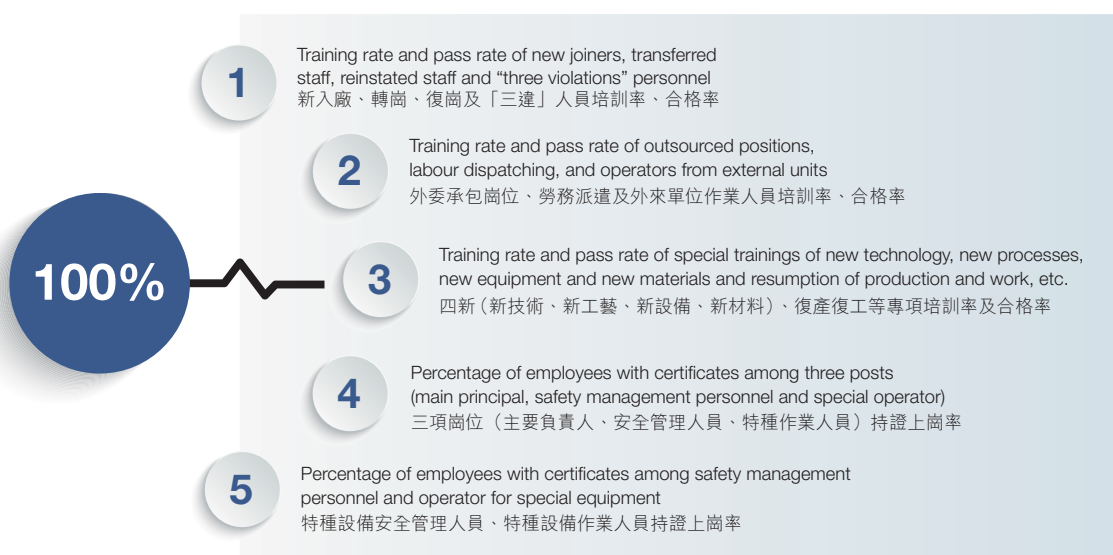 1
Training rate and pass rate of new joiners, transferred
staff, reinstated staff and “three violations” personnel
新入廠、轉崗、復崗及「三違」人員培訓率、合格率
2
Training rate and pass rate of outsourced positions,
labour dispatching, and operators from external units
外委承包崗位、勞務派遣及外來單位作業人員培訓率、合格率
100%
3
Training rate and pass rate of special trainings of new technology, new processes,
new equipment and new materials and resumption of production and work, etc.
四新（新技術、新工藝、新設備、新材料）、復產復工等專項培訓率及合格率
4
Percentage of employees with certificates among three posts
(main principal, safety management personnel and special operator)
三項崗位（主要負責人、安全管理人員、特種作業人員）持證上崗率
5
Percentage of employees with certificates among safety management
personnel and operator for special equipment
特種設備安全管理人員、特種設備作業人員持證上崗率